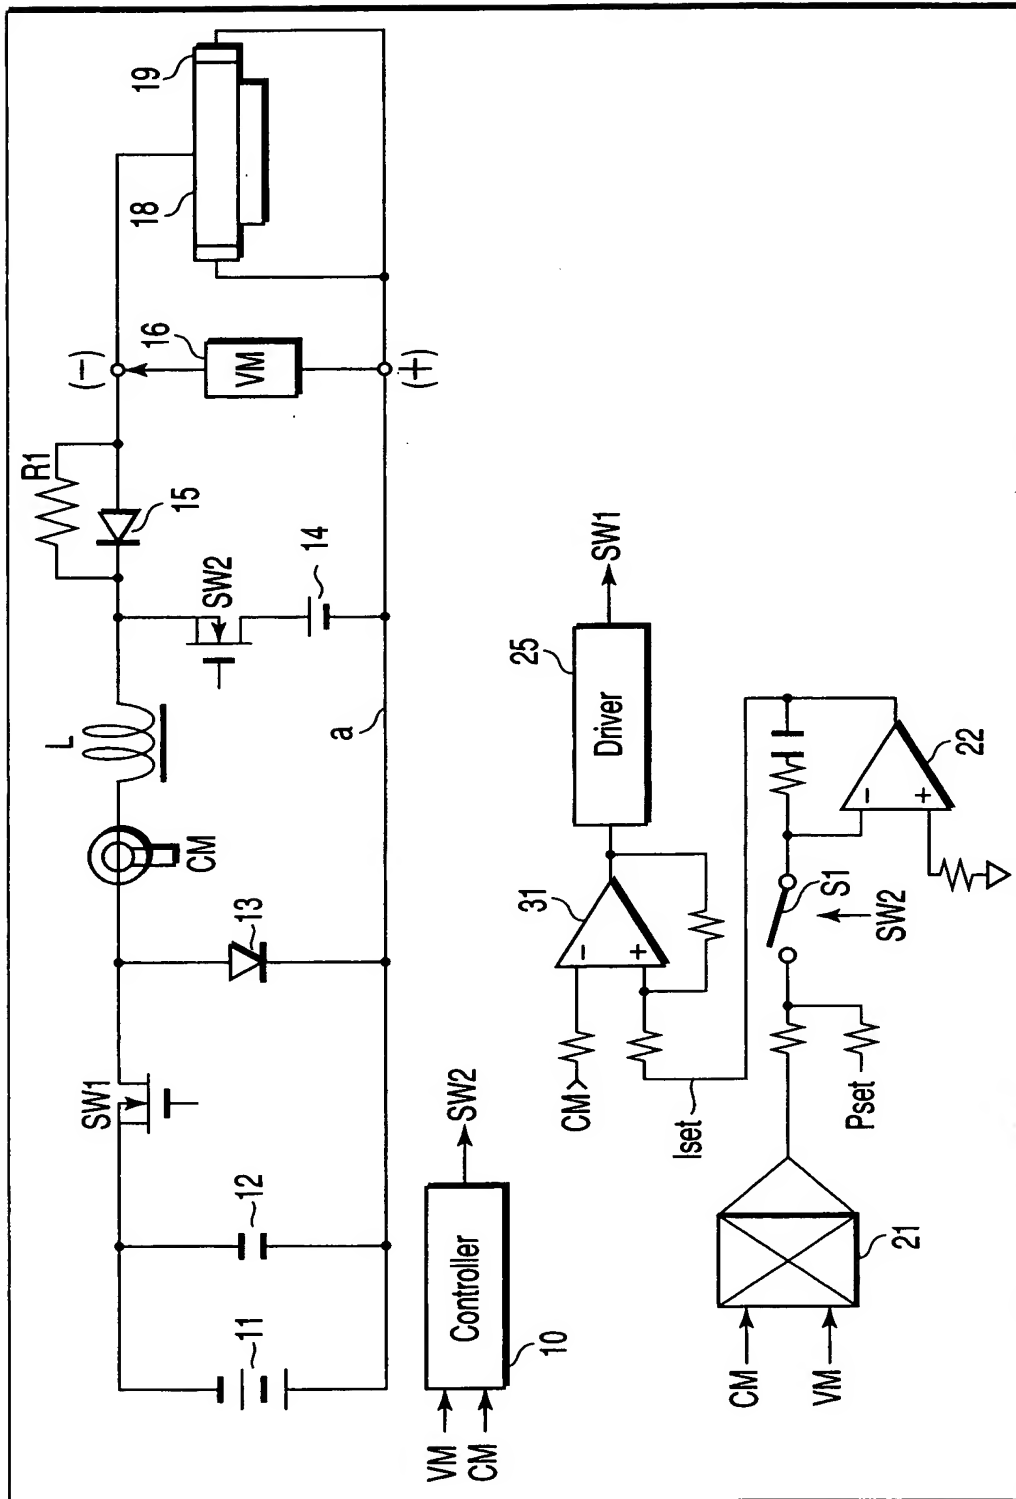 SW1
CM
L
R1
15
(-)
16
VM
18
19
11
12
13
SW2
14
a
(+)
VM
CM
Controller
10
SW2
CM
31
-
+
Driver
25
SW1
Iset
CM
VM
21
Pset
S1
SW2
-
+
22